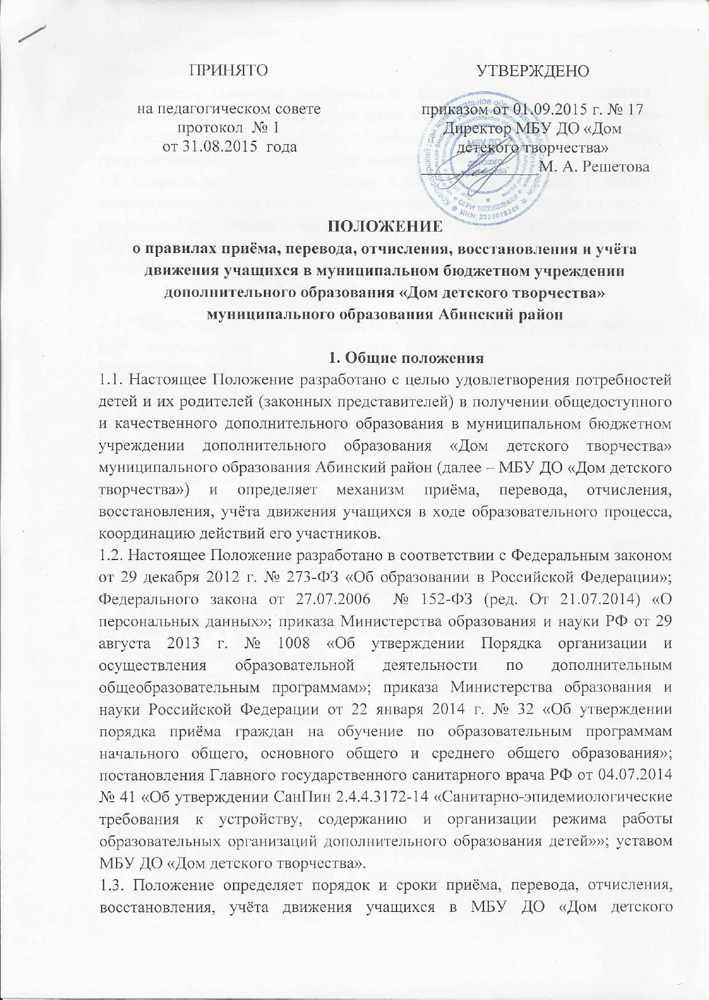 ПРИНЯТО
на педагогическом совете
протокол № 1
от 31.08.2015 года
УТВЕРЖДЕНО
приказом от 01.09.2015 г. № 17
Директор МБУ ДО «Дом
детского творчества»
М. А. Решетова
МБУ ДО
"Дом
детского
творчества"
ОГРН: 1022303384058
ИНН: 2323018248
ПОЛОЖЕНИЕ
о правилах приёма, перевода, отчисления, восстановления и учёта
движения учащихся в муниципальном бюджетном учреждении
дополнительного образования «Дом детского творчества»
муниципального образования Абинский район
1. Общие положения
1.1. Настоящее Положение разработано с целью удовлетворения потребностей
детей и их родителей (законных представителей) в получении общедоступного
и качественного дополнительного образования в муниципальном бюджетном
учреждении дополнительного образования «Дом детского творчества»
муниципального образования Абинский район (далее – МБУ ДО «Дом детского
творчества») и определяет механизм приёма, перевода, отчисления,
восстановления, учёта движения учащихся в ходе образовательного процесса,
координацию действий его участников.
1.2. Настоящее Положение разработано в соответствии с Федеральным законом
от 29 декабря 2012 г. № 273-ФЗ «Об образовании в Российской Федерации»;
Федерального закона от 27.07.2006 № 152-ФЗ (ред. От 21.07.2014) «О
персональных данных»; приказа Министерства образования и науки РФ от 29
августа 2013 г. № 1008 «Об утверждении Порядка организации и
осуществления образовательной деятельности по дополнительным
общеобразовательным программам»; приказа Министерства образования и
науки Российской Федерации от 22 января 2014 г. № 32 «Об утверждении
порядка приёма граждан на обучение по образовательным программам
начального общего, основного общего и среднего общего образования»;
постановления Главного государственного санитарного врача РФ от 04.07.2014
№ 41 «Об утверждении СанПин 2.4.4.3172-14 «Санитарно-эпидемиологические
требования к устройству, содержанию и организации режима работы
образовательных организаций дополнительного образования детей»»; уставом
МБУ ДО «Дом детского творчества».
1.3. Положение определяет порядок и сроки приёма, перевода, отчисления,
восстановления, учёта движения учащихся в МБУ ДО «Дом детского